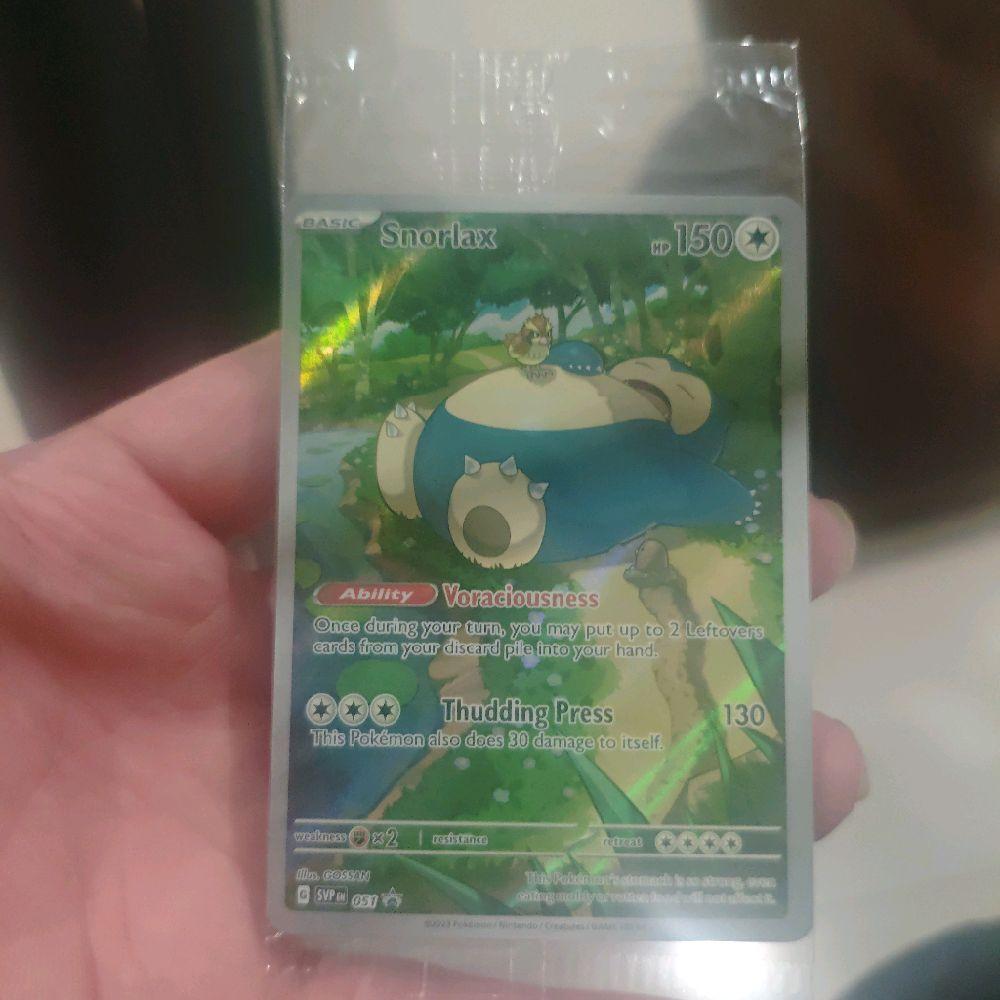 BASIC
Snorlax
HP 150
Ability Voraciousness
Once during your turn, you may put up to 2 Leftovers
cards from your discard pile into your hand.
Thudding Press 130
This Pokémon also does 30 damage to itself.
weakness ×2 resistance retreat
Illus. GOSSAN
This Pokémon's stomach is so strong, even
eating moldy or rotten food will not affect it.
G SVP EN 051
©2023 Pokémon / Nintendo / Creatures / GAME FREAK